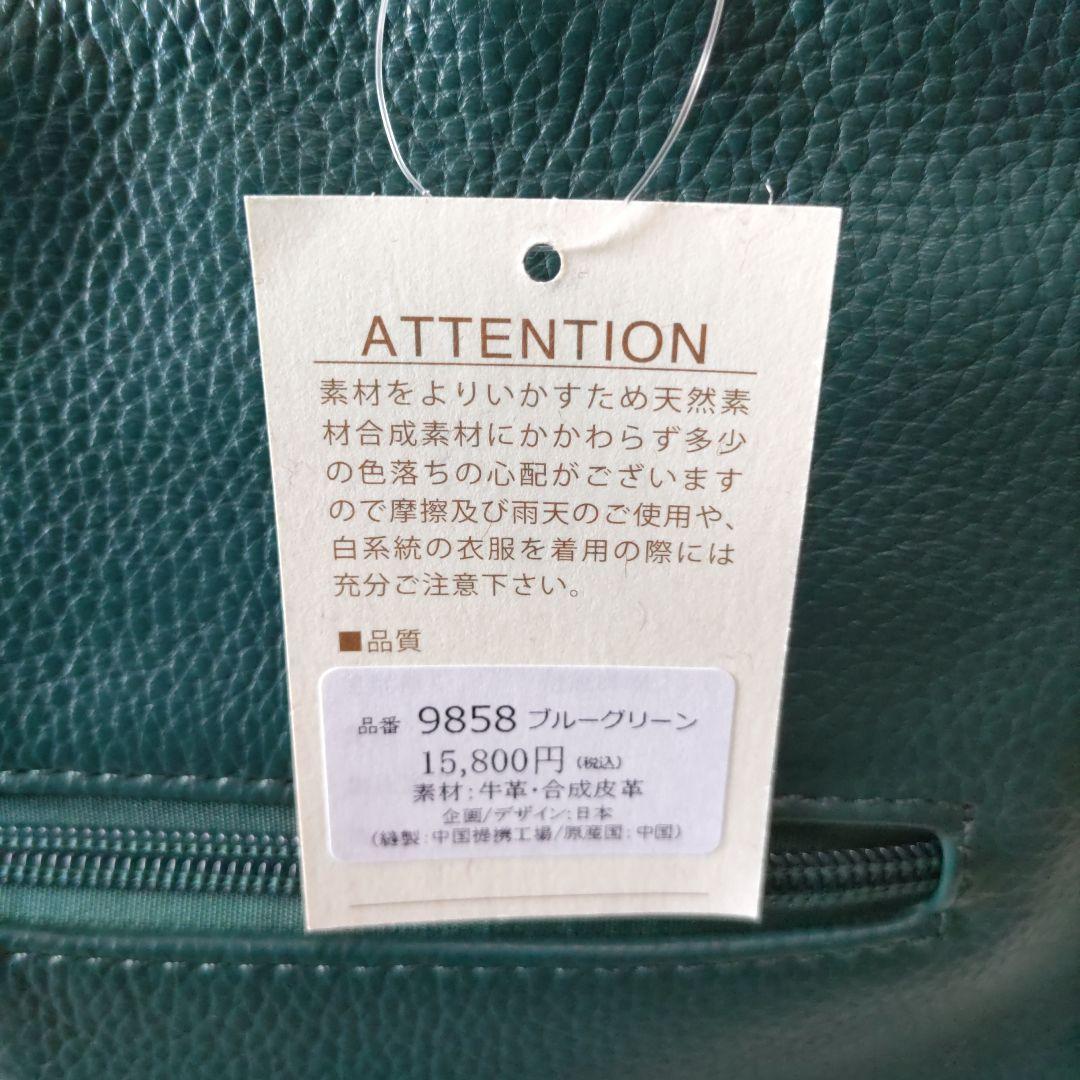 ATTENTION
素材をよりいかすため天然素
材合成素材にかかわらず多少
の色落ちの心配がございます
ので摩擦及び雨天のご使用や、
白系統の衣服を着用の際には
充分ご注意下さい。
■品質
品番 9858 ブルーグリーン
15,800円(税込)
素材:牛革・合成皮革
企画/デザイン:日本
(縫製:中国提携工場/原産国:中国)